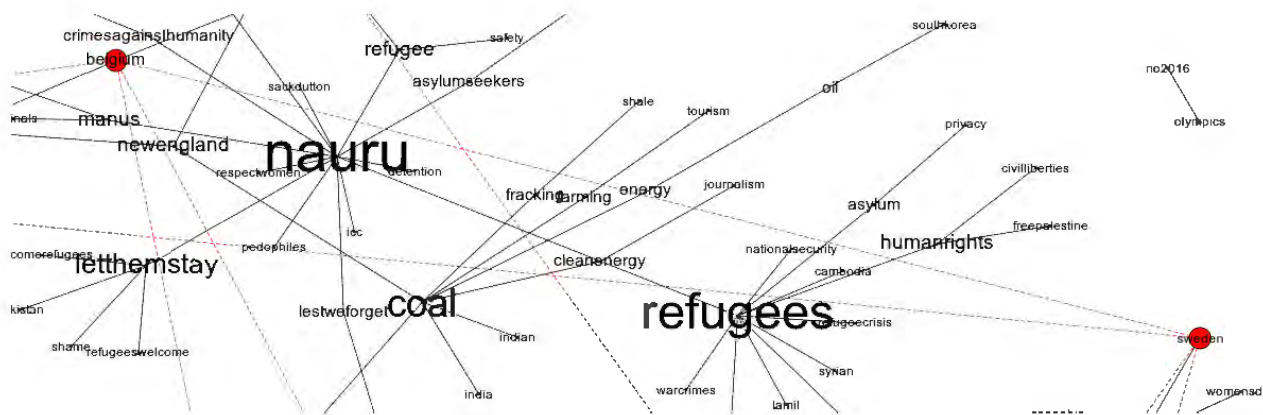 southkorea
crimesagainsthumanity
refugee
safety
belgium
no2016
asylumseekers
oil
sackdutton
shale
tourism
manus
inals
olympics
privacy
newengland
nauru
civilliberties
respectwomen
detention
journalism
fracking
farming
energy
asylum
freepalestine
icc
humanrights
pedophiles
nationalsecurity
comerefugees
letthemstay
cleanenergy
cambodia
kistan
lestweforget
coal
refugees
refugeecrisis
indian
sweden
shame
refugeeswelcome
syrian
warcrimes
india
womensd
tamil